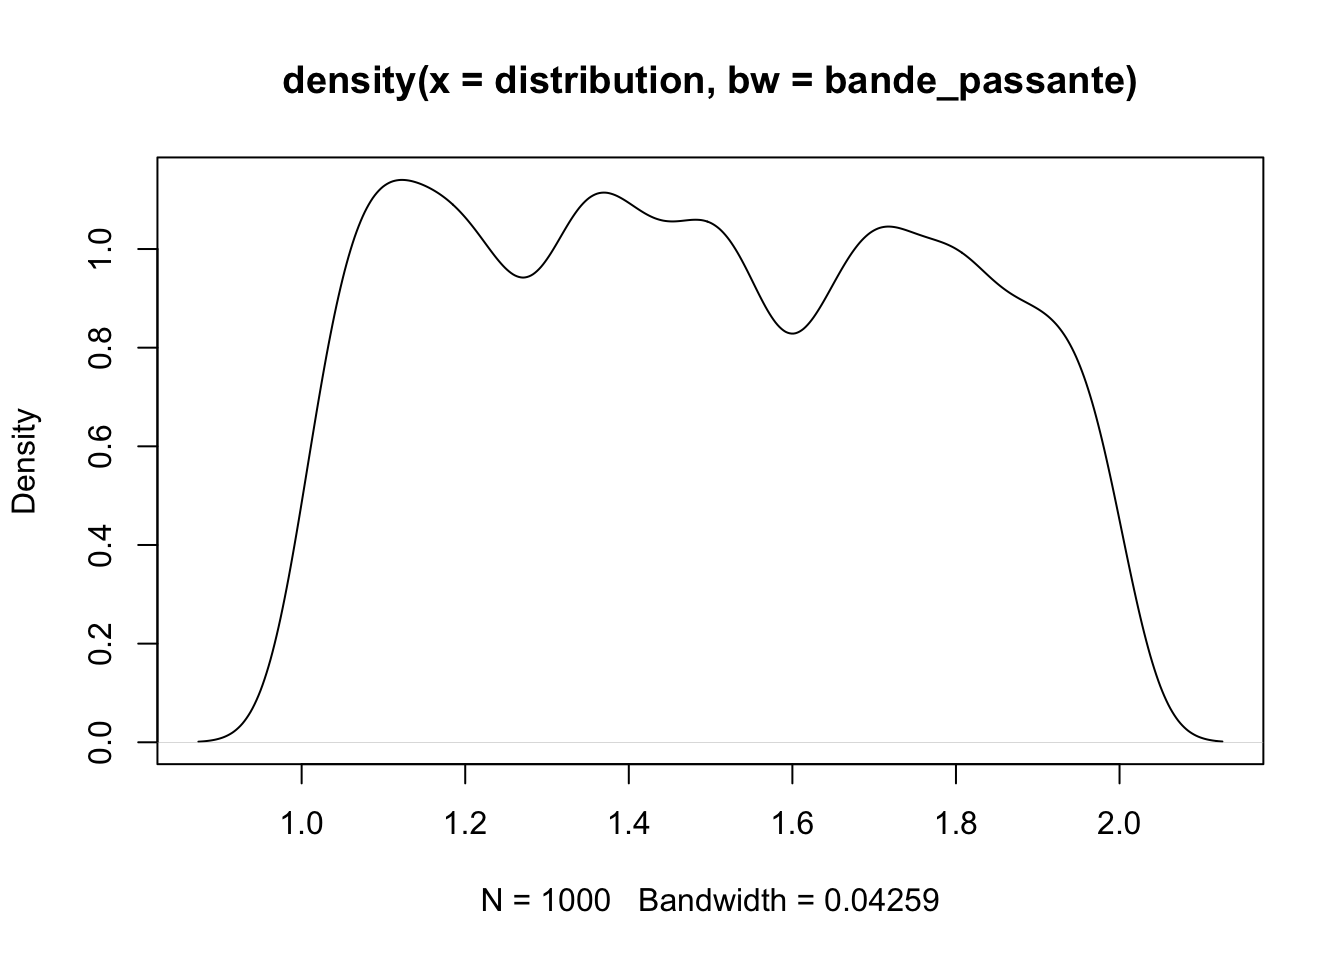 density(x = distribution, bw = bande_passante)
Density
1.0
0.8
0.6
0.4
0.2
0.0
1.0 1.2 1.4 1.6 1.8 2.0
N = 1000 Bandwidth = 0.04259